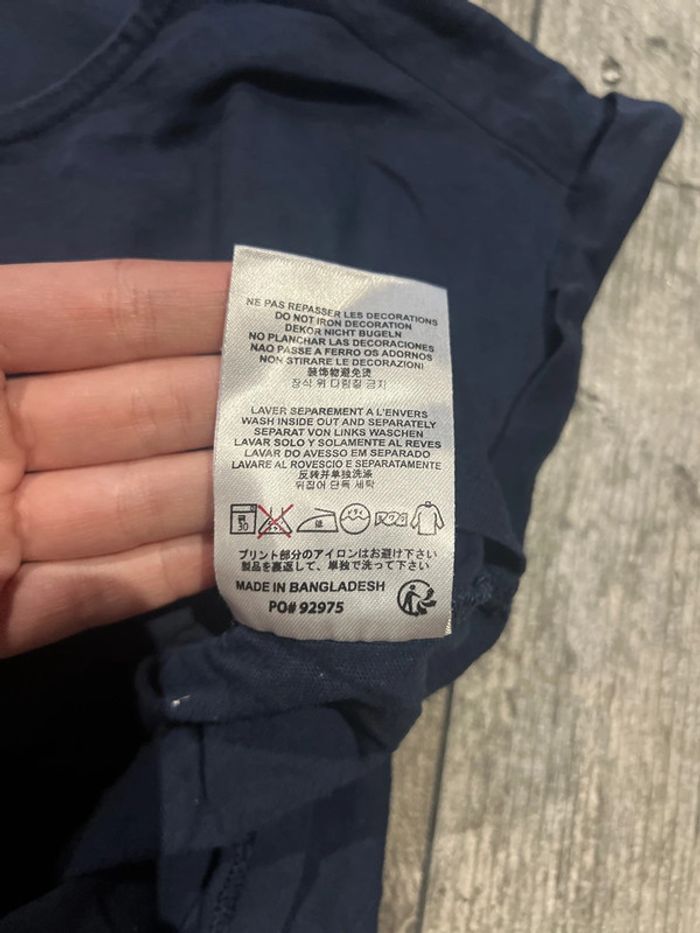 NE PAS REPASSER LES DECORATIONS
DO NOT IRON DECORATION
DEKOR NICHT BUGELN
NO PLANCHAR LAS DECORACIONES
NAO PASSE A FERRO OS ADORNOS
NON STIRARE LE DECORAZIONI
装饰物避免烫
장식 위 다림질 금지
LAVER SEPAREMENT A L'ENVERS
WASH INSIDE OUT AND SEPARATELY
SEPARAT VON LINKS WASCHEN
LAVAR SOLO Y SOLAMENTE AL REVES
LAVAR DO AVESSO EM SEPARADO
LAVARE AL ROVESCIO E SEPARATAMENTE
反转并单独洗涤
뒤집어 단독 세탁
30 低 ドライ
プリント部分のアイロンはお避け下さい
製品を裏返して、単独で洗って下さい
MADE IN BANGLADESH
PO# 92975